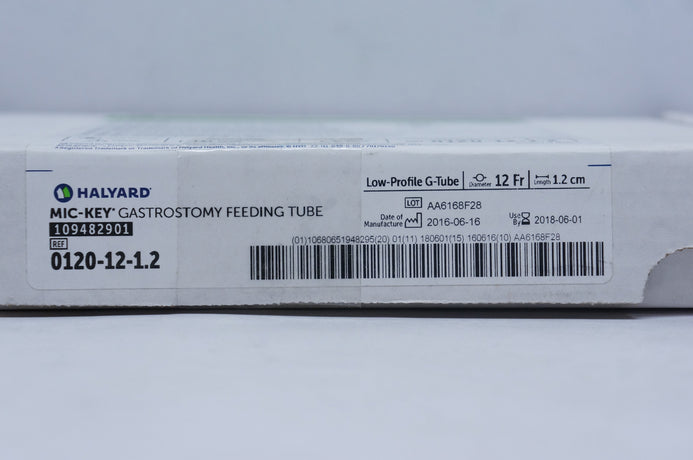 HALYARD
MIC-KEY* GASTROSTOMY FEEDING TUBE
109482901
REF
0120-12-1.2
Low-Profile G-Tube Diameter 12 Fr Length 1.2 cm
LOT AA6168F28
Date of Manufacture 2016-06-16
Use By 2018-06-01
(01)10680651948295(20) 01(11) 180601(15) 160616(10) AA6168F28